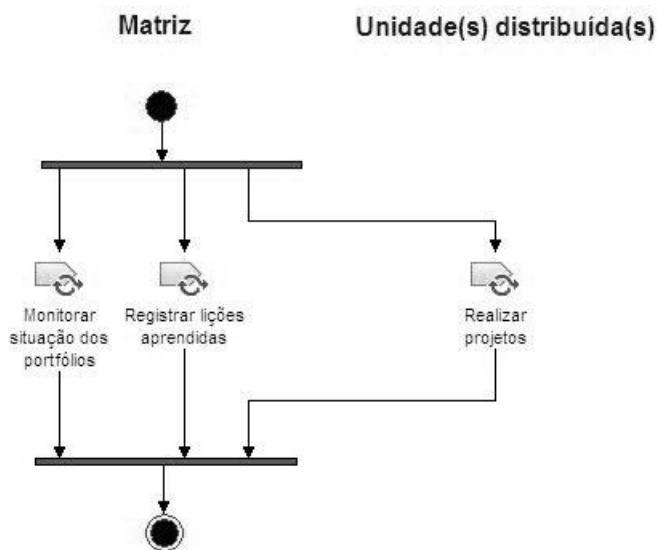 Matriz
Unidade(s) distribuída(s)
Monitorar
situação dos
portfólios
Registrar lições
aprendidas
Realizar
projetos